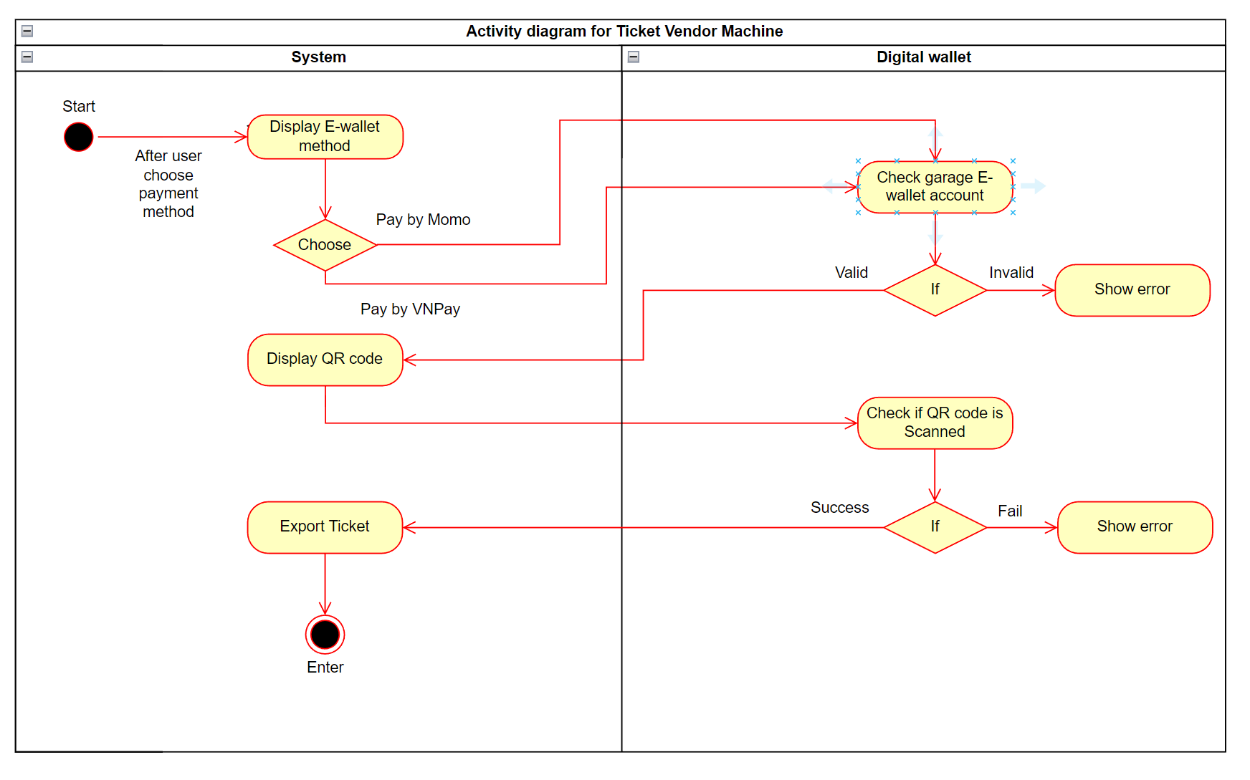 Activity diagram for Ticket Vendor Machine
System
Digital wallet
Start
After user
choose
payment
method
Display E-wallet
method
Choose
Pay by Momo
Pay by VNPay
Check garage E-
wallet account
Valid
If
Invalid
Show error
Display QR code
Check if QR code is
Scanned
Success
If
Fail
Show error
Export Ticket
Enter